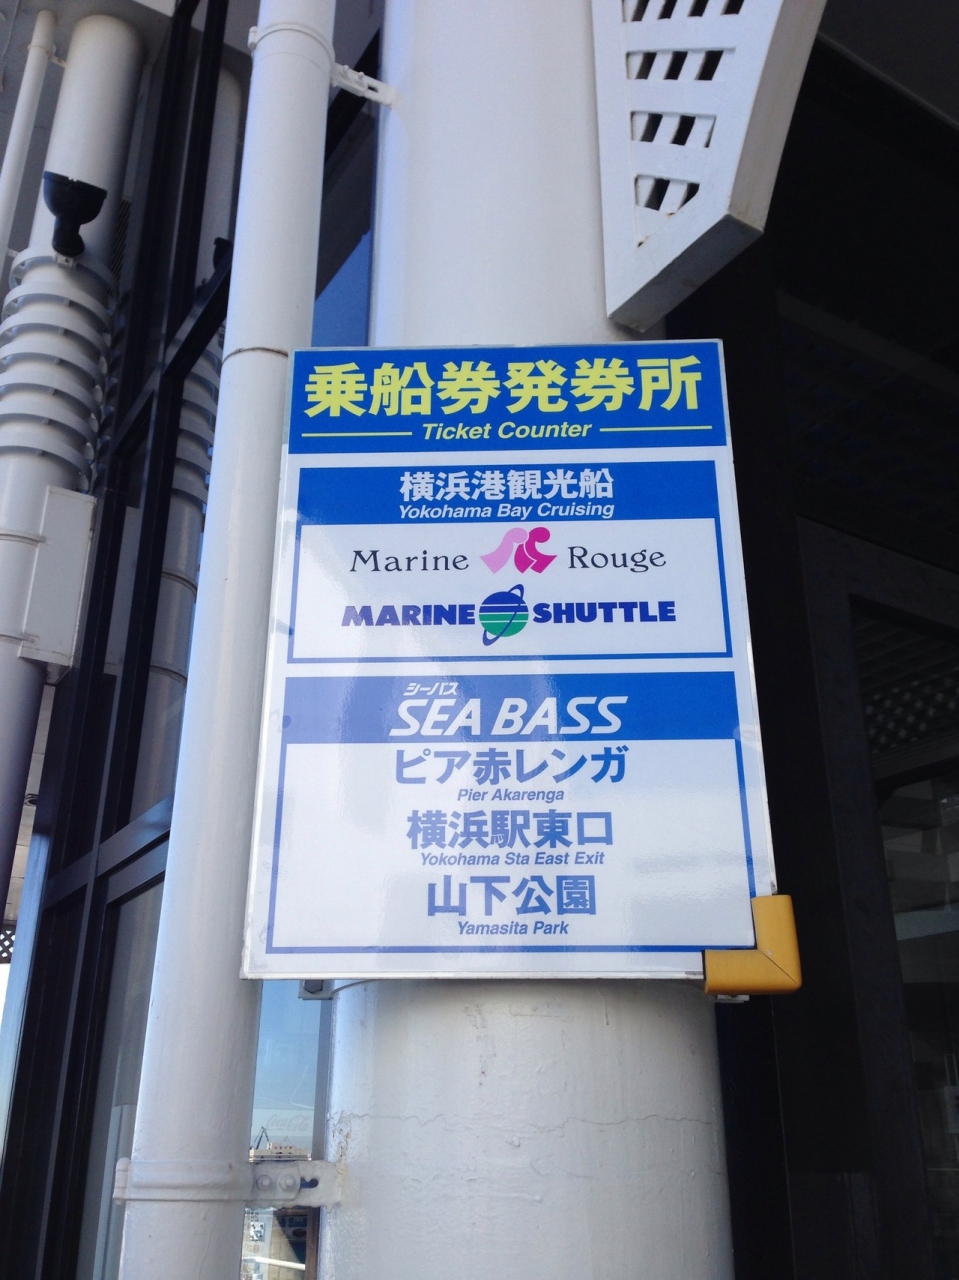 乗船券発券所
Ticket Counter
横浜港観光船
Yokohama Bay Cruising
Marine Rouge
MARINE SHUTTLE
シーバス
SEA BASS
ピア赤レンガ
Pier Akarenga
横浜駅東口
Yokohama Sta East Exit
山下公園
Yamasita Park